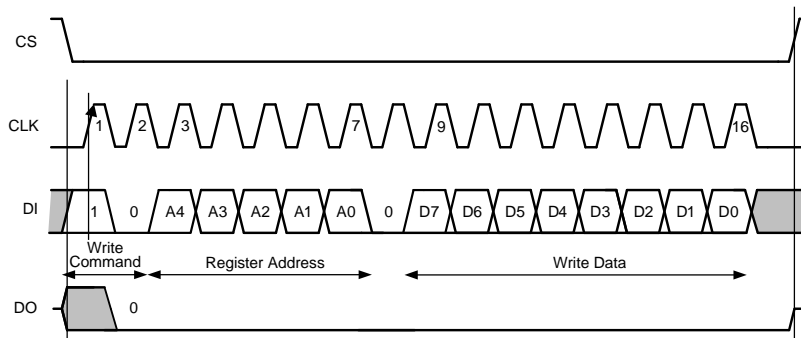 CS
CLK 1 2 3 7 9 16
DI 1 0 A4 A3 A2 A1 A0 0 D7 D6 D5 D4 D3 D2 D1 D0
Write
Command Register Address Write Data
DO 0